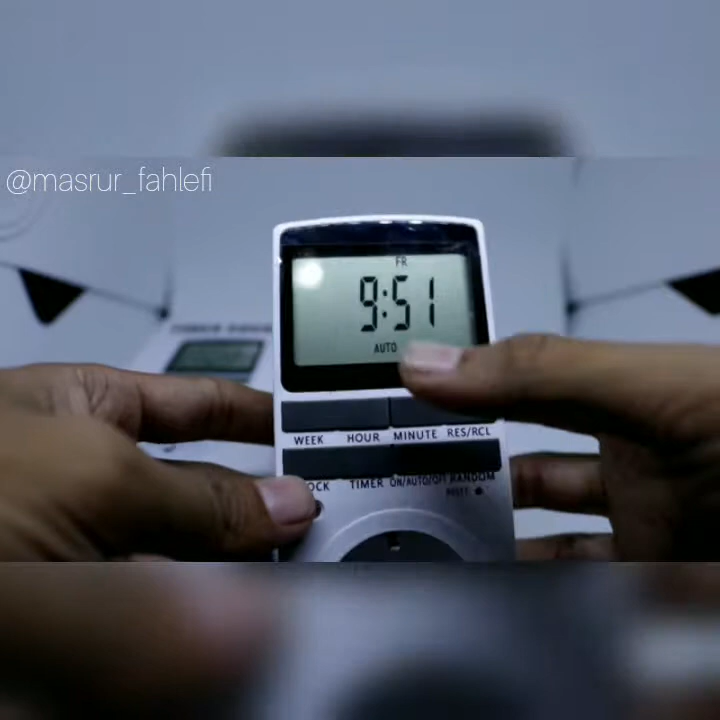 @masrur_fahlefi
FR
9:51
AUTO
WEEK HOUR MINUTE RES/RCL
TIMER ON/AUTO/OFF RANDOM